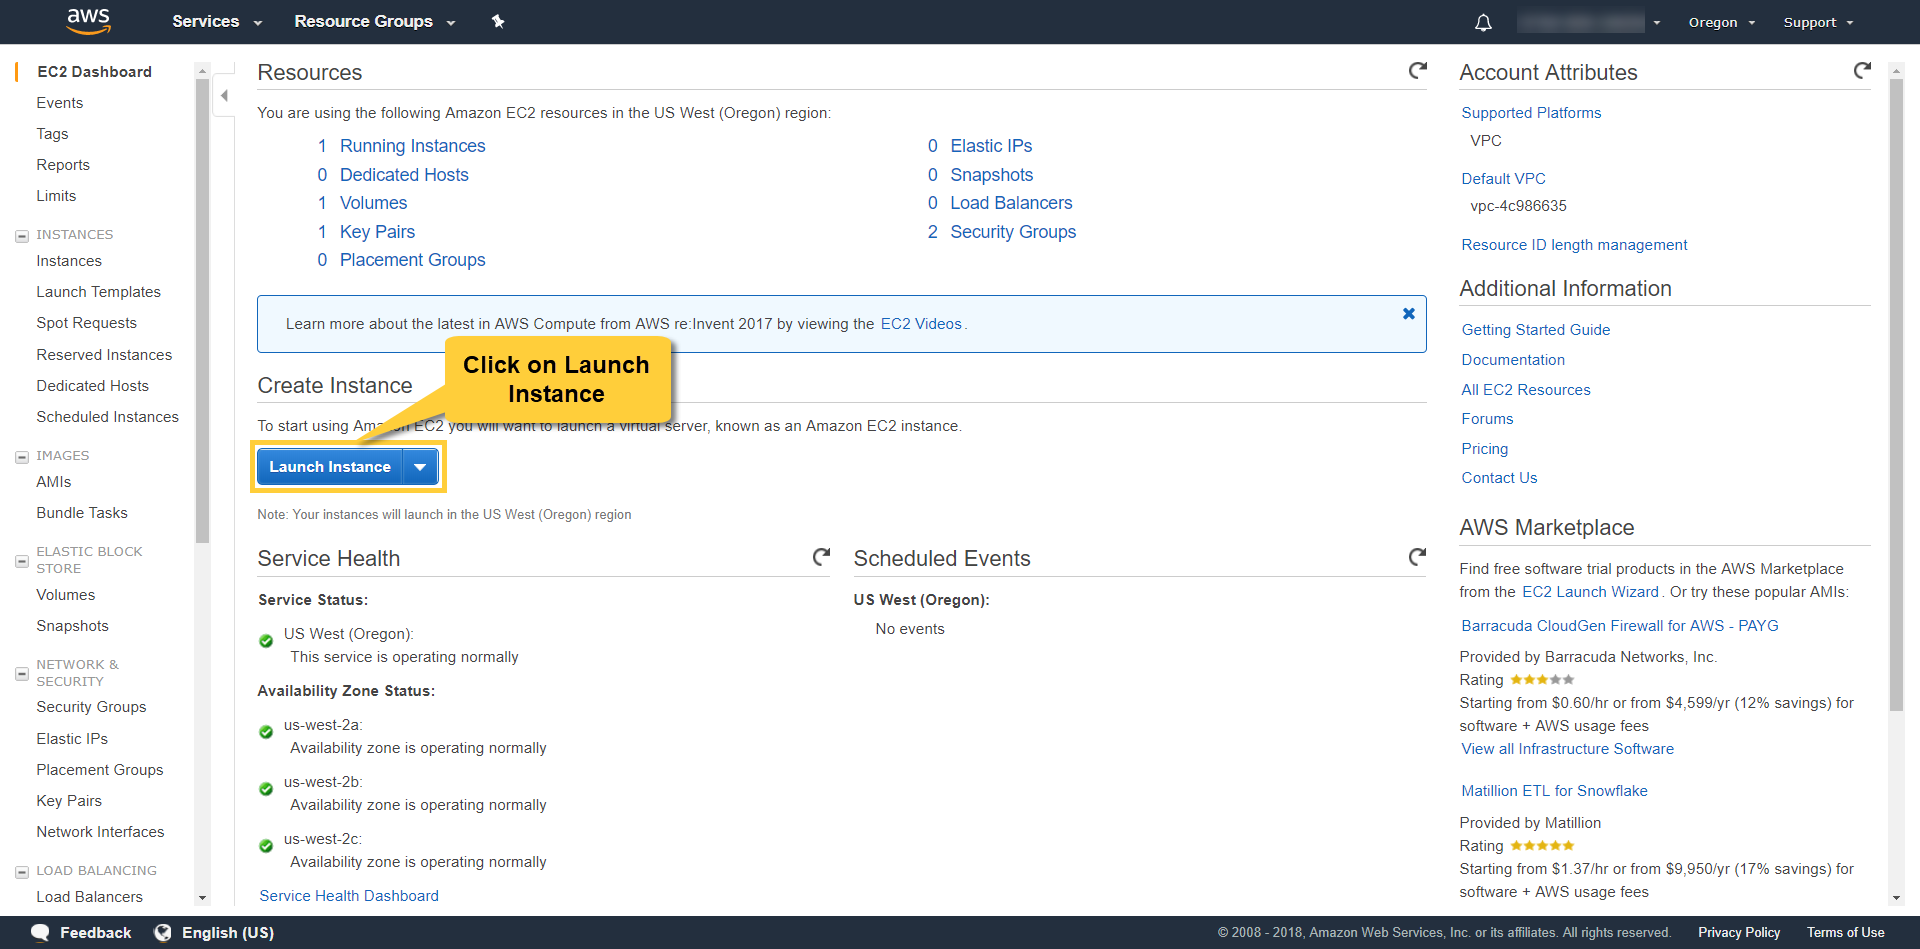 aws
Services
Resource Groups
Oregon
Support
EC2 Dashboard
Events
Tags
Reports
Limits
INSTANCES
Instances
Launch Templates
Spot Requests
Reserved Instances
Dedicated Hosts
Scheduled Instances
IMAGES
AMIs
Bundle Tasks
ELASTIC BLOCK
STORE
Volumes
Snapshots
NETWORK &
SECURITY
Security Groups
Elastic IPs
Placement Groups
Key Pairs
Network Interfaces
LOAD BALANCING
Load Balancers
Resources
You are using the following Amazon EC2 resources in the US West (Oregon) region:
1 Running Instances
0 Dedicated Hosts
1 Volumes
1 Key Pairs
0 Placement Groups
0 Elastic IPs
0 Snapshots
0 Load Balancers
2 Security Groups
Learn more about the latest in AWS Compute from AWS re:Invent 2017 by viewing the EC2 Videos.
Click on Launch
Instance
Create Instance
To start using Amazon EC2 you will want to launch a virtual server, known as an Amazon EC2 instance.
Launch Instance
Note: Your instances will launch in the US West (Oregon) region
Service Health
Service Status:
US West (Oregon):
This service is operating normally
Availability Zone Status:
us-west-2a:
Availability zone is operating normally
us-west-2b:
Availability zone is operating normally
us-west-2c:
Availability zone is operating normally
Service Health Dashboard
Scheduled Events
US West (Oregon):
No events
Account Attributes
Supported Platforms
VPC
Default VPC
vpc-4c986635
Resource ID length management
Additional Information
Getting Started Guide
Documentation
All EC2 Resources
Forums
Pricing
Contact Us
AWS Marketplace
Find free software trial products in the AWS Marketplace
from the EC2 Launch Wizard. Or try these popular AMIs:
Barracuda CloudGen Firewall for AWS - PAYG
Provided by Barracuda Networks, Inc.
Rating
Starting from $0.60/hr or from $4,599/yr (12% savings) for
software + AWS usage fees
View all Infrastructure Software
Matillion ETL for Snowflake
Provided by Matillion
Rating
Starting from $1.37/hr or from $9,950/yr (17% savings) for
software + AWS usage fees
Feedback
English (US)
© 2008 - 2018, Amazon Web Services, Inc. or its affiliates. All rights reserved.
Privacy Policy
Terms of Use